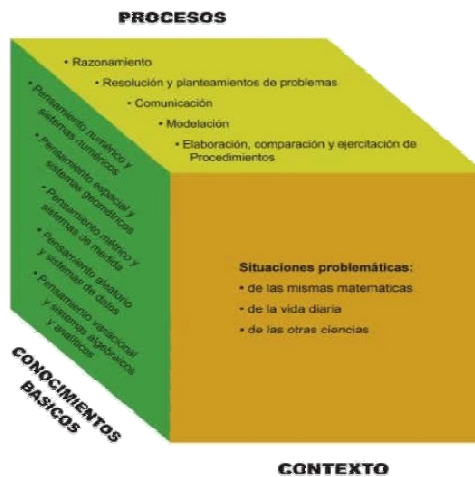 PROCESOS
• Razonamiento
• Resolución y planteamientos de problemas
• Comunicación
• Modelación
• Elaboración, comparación y ejercitación de
Procedimientos
• Pensamiento numérico y
sistemas numéricos
• Pensamiento espacial y
sistemas geométricos
• Pensamiento métrico y
sistemas de medida
• Pensamiento aleatorio
y sistemas de datos
• Pensamiento variacional
y sistemas algebraicos
y analíticos
Situaciones problemáticas:
• de las mismas matemáticas
• de la vida diaria
• de las otras ciencias
CONOCIMIENTOS
BASICOS
CONTEXTO